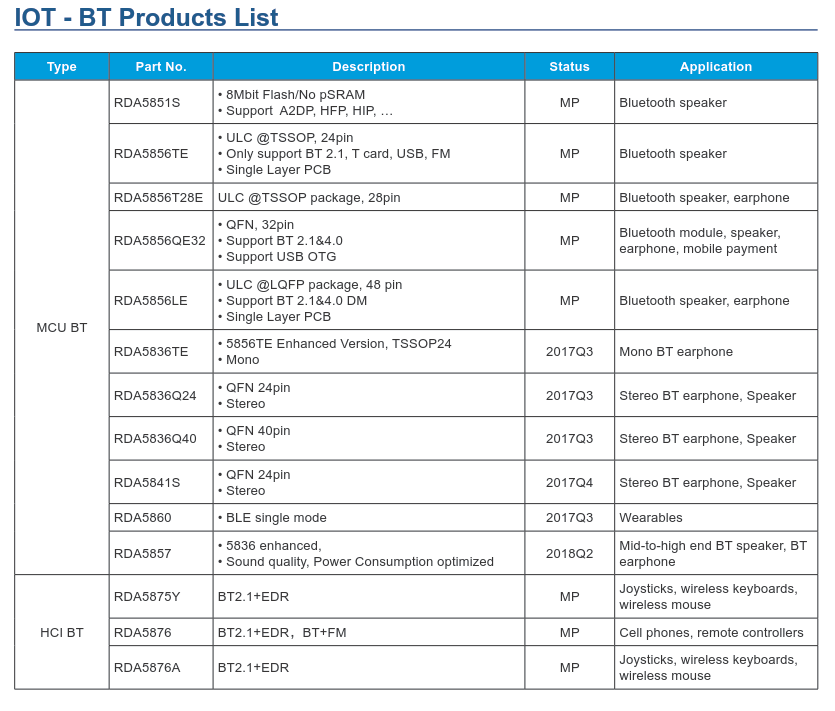 IOT - BT Products List
Type Part No. Description Status Application
MCU BT
RDA5851S
• 8Mbit Flash/No pSRAM
• Support  A2DP, HFP, HIP, …
MP
Bluetooth speaker
RDA5856TE
• ULC @TSSOP, 24pin
• Only support BT 2.1, T card, USB, FM
• Single Layer PCB
MP
Bluetooth speaker
RDA5856T28E
ULC @TSSOP package, 28pin
MP
Bluetooth speaker, earphone
RDA5856QE32
• QFN, 32pin
• Support BT 2.1&4.0
• Support USB OTG
MP
Bluetooth module, speaker,
earphone, mobile payment
RDA5856LE
• ULC @LQFP package, 48 pin
• Support BT 2.1&4.0 DM
• Single Layer PCB
MP
Bluetooth speaker, earphone
RDA5836TE
• 5856TE Enhanced Version, TSSOP24
• Mono
2017Q3
Mono BT earphone
RDA5836Q24
• QFN 24pin
• Stereo
2017Q3
Stereo BT earphone, Speaker
RDA5836Q40
• QFN 40pin
• Stereo
2017Q3
Stereo BT earphone, Speaker
RDA5841S
• QFN 24pin
• Stereo
2017Q4
Stereo BT earphone, Speaker
RDA5860
• BLE single mode
2017Q3
Wearables
RDA5857
• 5836 enhanced,
• Sound quality, Power Consumption optimized
2018Q2
Mid-to-high end BT speaker, BT
earphone
HCI BT
RDA5875Y
BT2.1+EDR
MP
Joysticks, wireless keyboards,
wireless mouse
RDA5876
BT2.1+EDR，BT+FM
MP
Cell phones, remote controllers
RDA5876A
BT2.1+EDR
MP
Joysticks, wireless keyboards,
wireless mouse